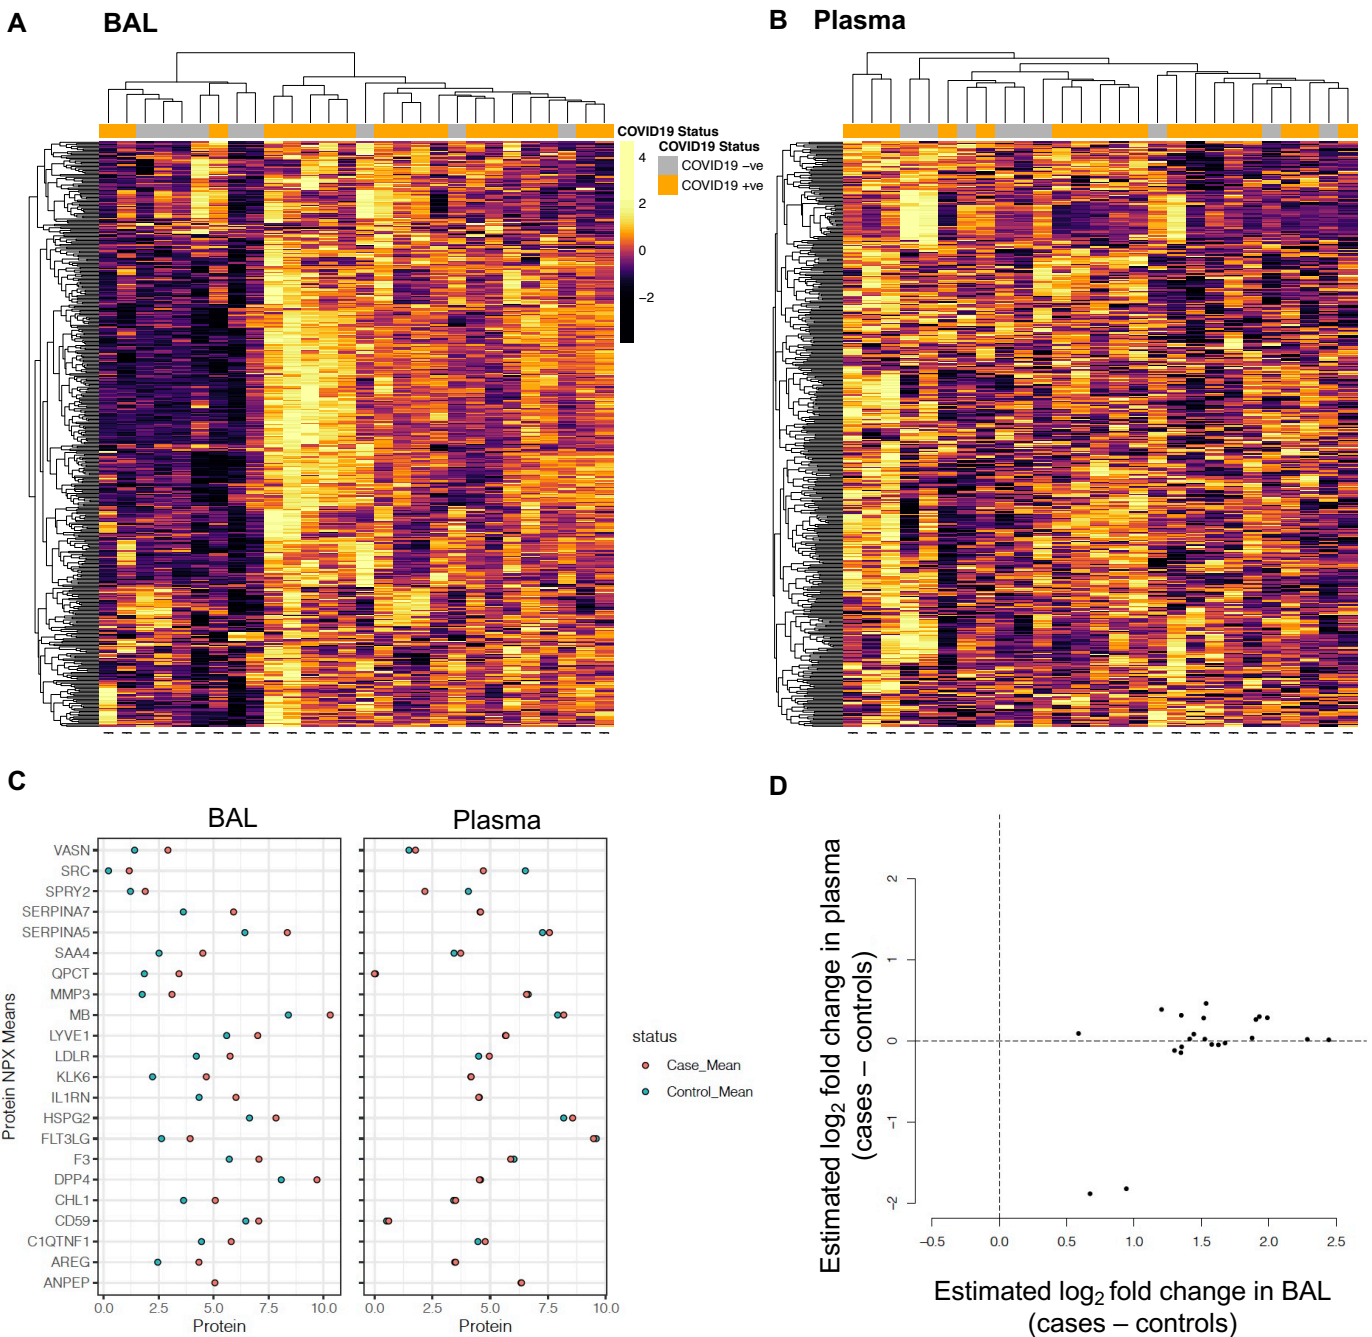 A BAL
B Plasma
COVID19 Status
COVID19 Status
COVID19 −ve
COVID19 +ve
4
2
0
−2
C
D
BAL
Plasma
Protein NPX Means
VASN
SRC
SPRY2
SERPINA7
SERPINA5
SAA4
QPCT
MMP3
MB
LYVE1
LDLR
KLK6
IL1RN
HSPG2
FLT3LG
F3
DPP4
CHL1
CD59
C1QTNF1
AREG
ANPEP
0.0 2.5 5.0 7.5 10.0
0.0 2.5 5.0 7.5 10.0
Protein
Protein
status
Case_Mean
Control_Mean
Estimated log2 fold change in plasma
(cases – controls)
2
1
0
-1
-2
−0.5 0.0 0.5 1.0 1.5 2.0 2.5
Estimated log2 fold change in BAL
(cases – controls)